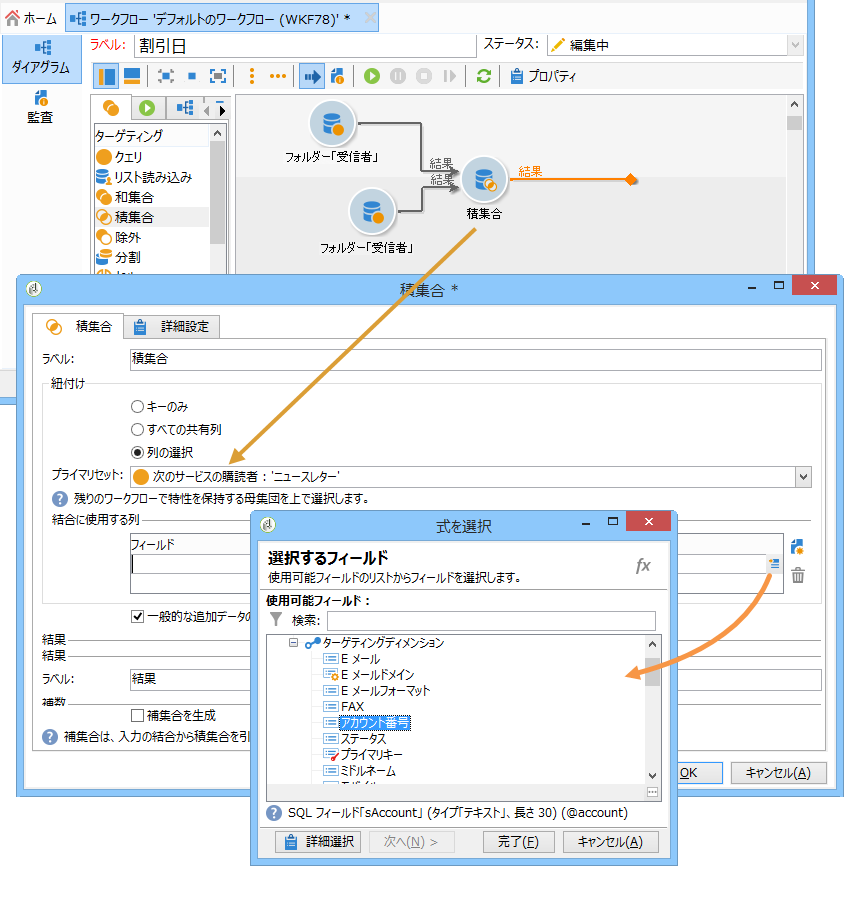 ホーム
ワークフロー 'デフォルトのワークフロー (WKF78)' *
ダイアグラム
監査
ラベル: 割引日
ステータス: 編集中
プロパティ
ターゲティング
クエリ
リスト読み込み
和集合
積集合
除外
分割
フォルダー「受信者」
フォルダー「受信者」
結果
結果
積集合
結果
積集合 *
積集合 詳細設定
ラベル: 積集合
紐付け
キーのみ
すべての共有列
列の選択
プライマリセット: 次のサービスの購読者 : 'ニュースレター'
残りのワークフローで特性を保持する母集団を上で選択します。
結合に使用する列
フィールド
一般的な追加データの
結果
結果
ラベル: 結果
補数
補集合を生成
補集合は、入力の結合から積集合を引
OK キャンセル(A)
式を選択
選択するフィールド
使用可能フィールドのリストからフィールドを選択します。
fx
使用可能フィールド :
検索:
ターゲティングディメンション
E メール
E メールドメイン
E メールフォーマット
FAX
アカウント番号
ステータス
プライマリキー
ミドルネーム
SQL フィールド「sAccount」 (タイプ「テキスト」、長さ 30) (@account)
詳細選択 次へ(N) > 完了(F) キャンセル(A)